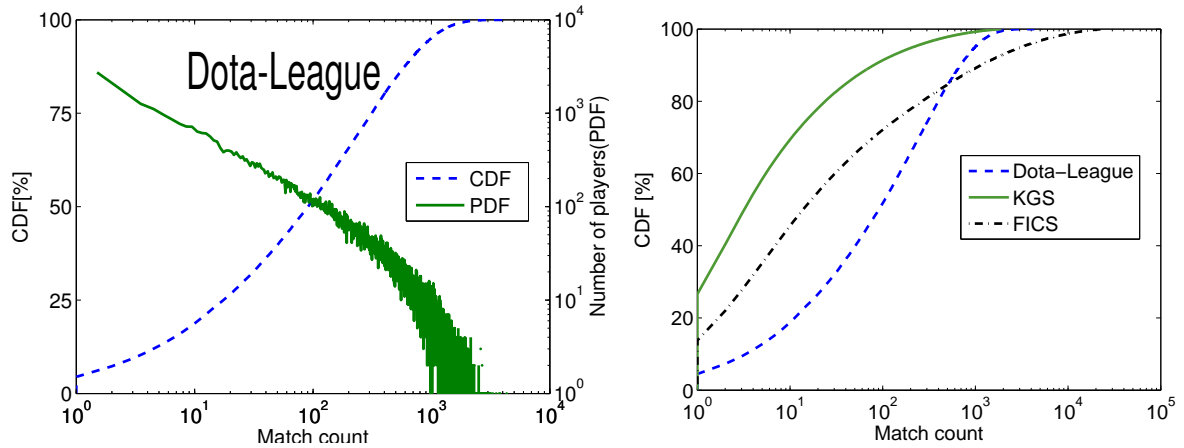 Dota-League
CDF[%]
100
75
50
25
0
CDF
PDF
Number of players(PDF)
10^4
10^3
10^2
10^1
10^0
10^0 10^1 10^2 10^3 10^4
Match count
CDF [%]
100
80
60
40
20
0
Dota-League
KGS
FICS
10^0 10^1 10^2 10^3 10^4 10^5
Match count